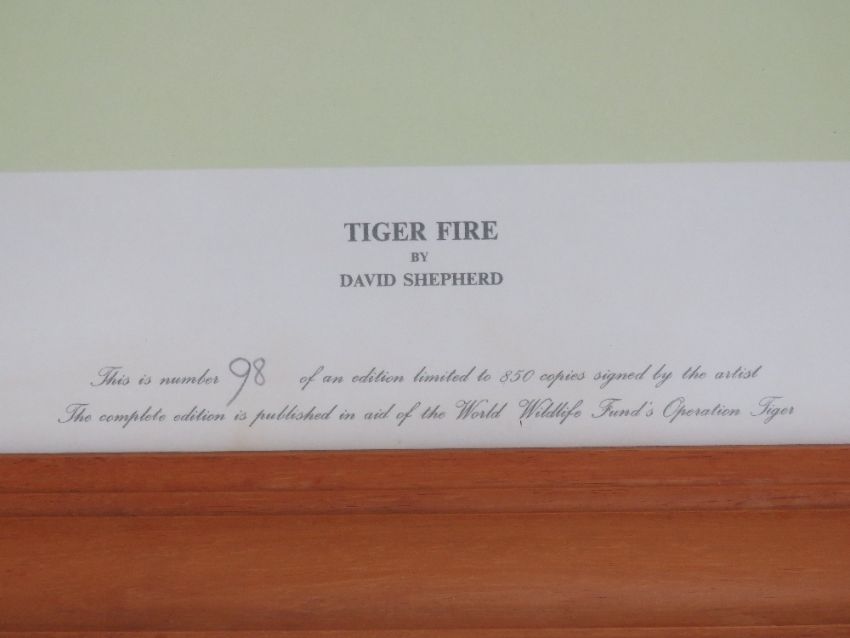 TIGER FIRE
BY
DAVID SHEPHERD
This is number 98 of an edition limited to 850 copies signed by the artist
The complete edition is published in aid of the World Wildlife Fund's Operation Tiger